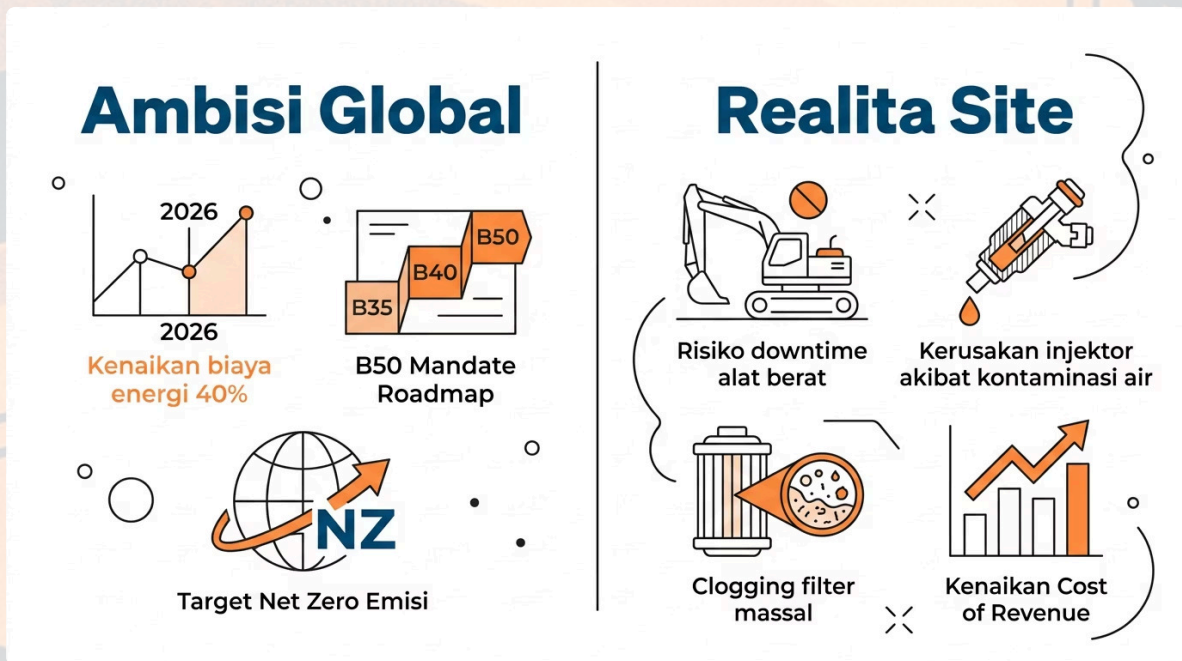 Ambisi Global
2026
2026
Kenaikan biaya
energi 40%
B35
B40
B50
B50 Mandate
Roadmap
NZ
Target Net Zero Emisi
Realita Site
Risiko downtime
alat berat
Kerusakan injektor
akibat kontaminasi air
Clogging filter
massal
Kenaikan Cost
of Revenue